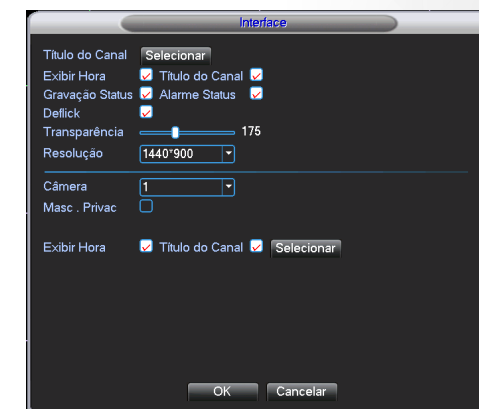 Interface
Título do Canal Selecionar
Exibir Hora Título do Canal
Gravação Status Alarme Status
Deflick
Transparência 175
Resolução 1440*900
Câmera 1
Masc . Privac
Exibir Hora Título do Canal Selecionar
OK Cancelar